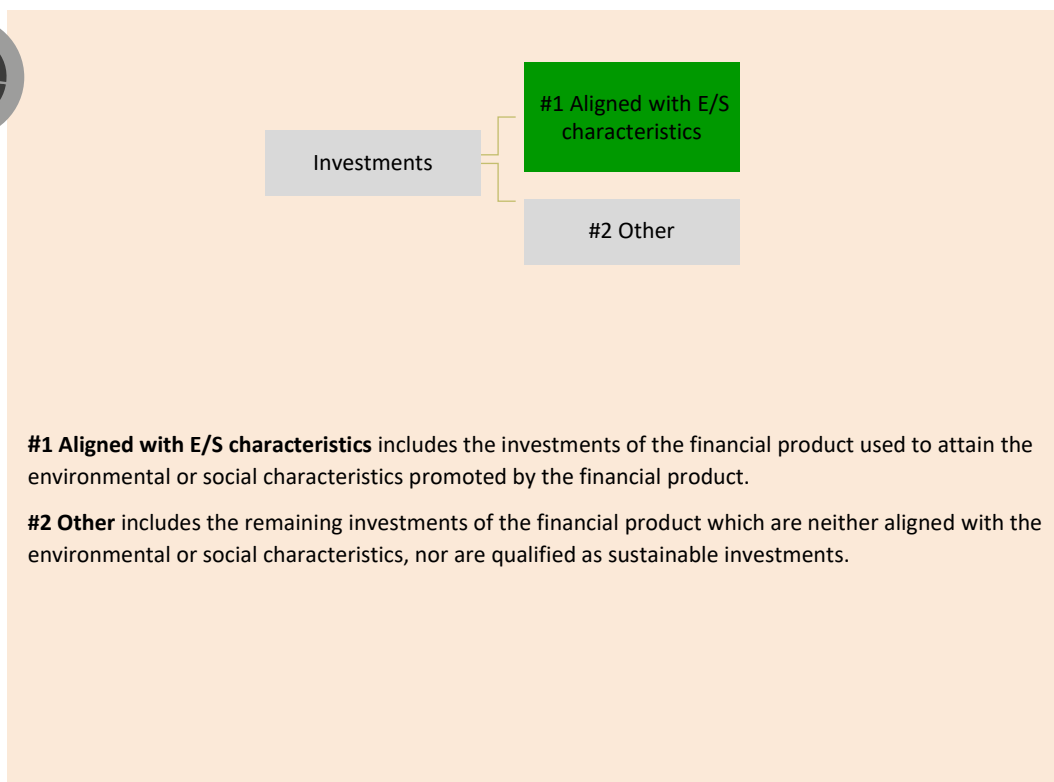 #1 Aligned with E/S
characteristics
Investments
#2 Other
#1 Aligned with E/S characteristics includes the investments of the financial product used to attain the
environmental or social characteristics promoted by the financial product.
#2 Other includes the remaining investments of the financial product which are neither aligned with the
environmental or social characteristics, nor are qualified as sustainable investments.